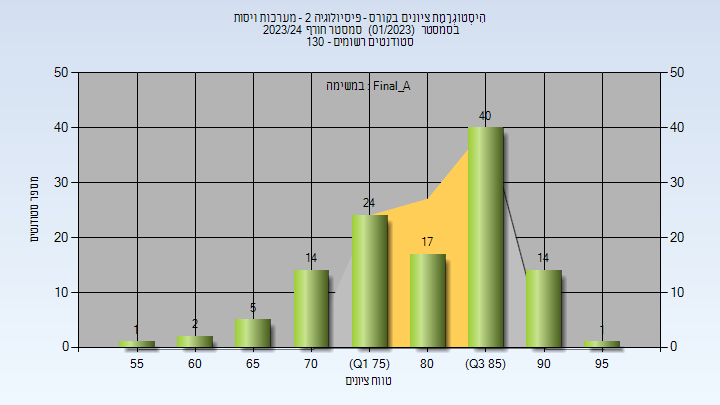 היסטוגרמת ציונים בקורס - פיסיולוגיה 2 - מערכות ויסות
בסמסטר (01/2023) סמסטר חורף 2023/24
סטודנטים רשומים - 130
במשימה : Final_A
50 50
40 40
30 30
20 20
10 10
0 0
מספר סטודנטים
1 2 5 14 24 17 40 14 1
55 60 65 70 (Q1 75) 80 (Q3 85) 90 95
טווח ציונים